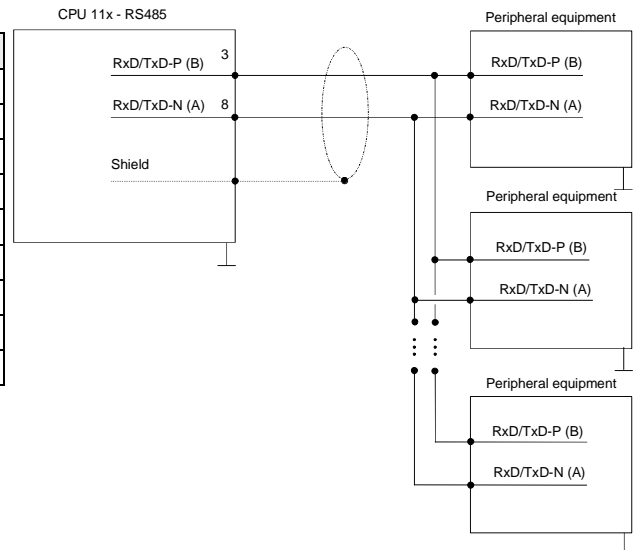 CPU 11x - RS485
RxD/TxD-P (B) 3
RxD/TxD-N (A) 8
Shield
Peripheral equipment
RxD/TxD-P (B)
RxD/TxD-N (A)
Peripheral equipment
RxD/TxD-P (B)
RxD/TxD-N (A)
Peripheral equipment
RxD/TxD-P (B)
RxD/TxD-N (A)